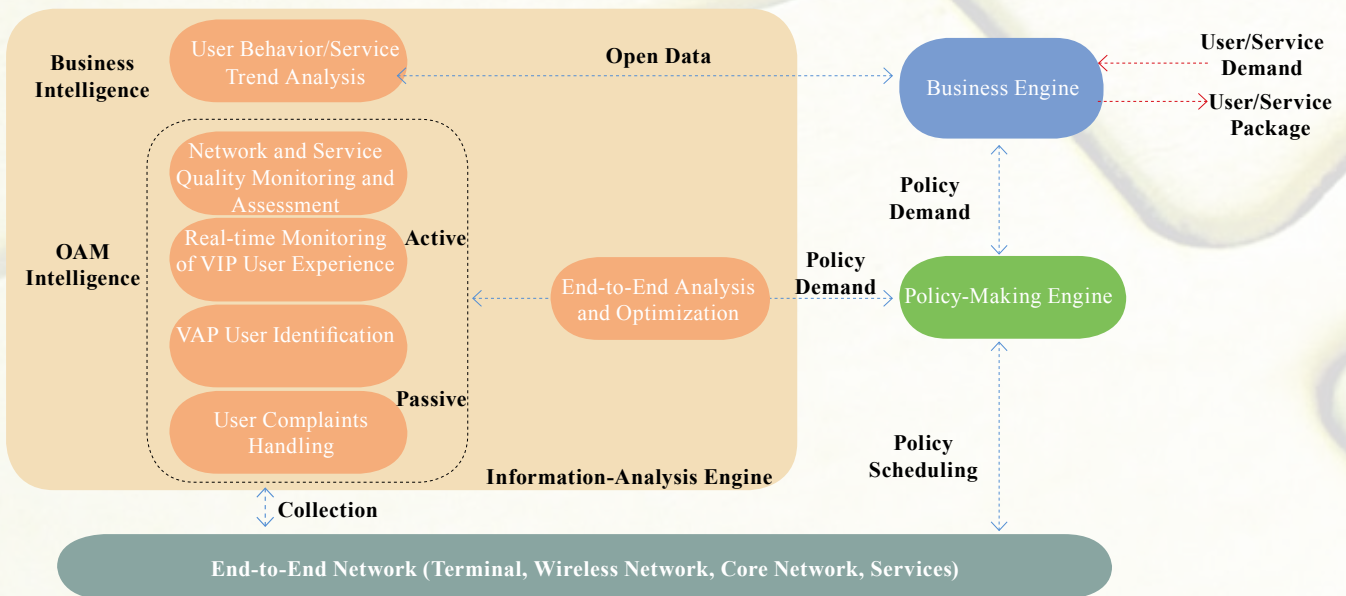 Business
Intelligence
User Behavior/Service
Trend Analysis
Open Data
Business Engine
User/Service
Demand
User/Service
Package
Network and Service
Quality Monitoring and
Assessment
Policy
Demand
OAM
Intelligence
Real-time Monitoring
of VIP User Experience
Active
End-to-End Analysis
and Optimization
Policy
Demand
Policy-Making Engine
VAP User Identification
Passive
User Complaints
Handling
Information-Analysis Engine
Policy
Scheduling
Collection
End-to-End Network (Terminal, Wireless Network, Core Network, Services)